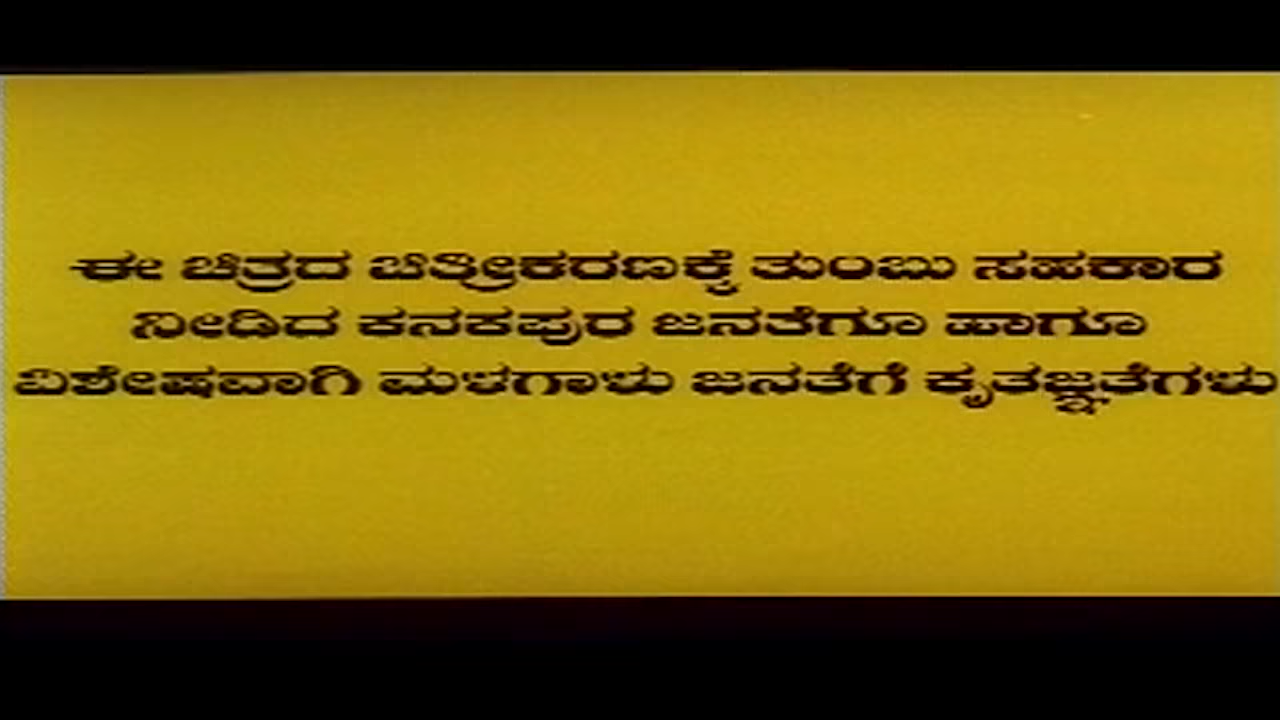 ಈ ಚಿತ್ರದ ಚಿತ್ರೀಕರಣಕ್ಕೆ ತುಂಬು ಸಹಕಾರ
ನೀಡಿದ ಕನಕಪುರ ಜನತೆಗೂ ಹಾಗೂ
ವಿಶೇಷವಾಗಿ ಮಳಗಾಳು ಜನತೆಗೆ ಕೃತಜ್ಞತೆಗಳು